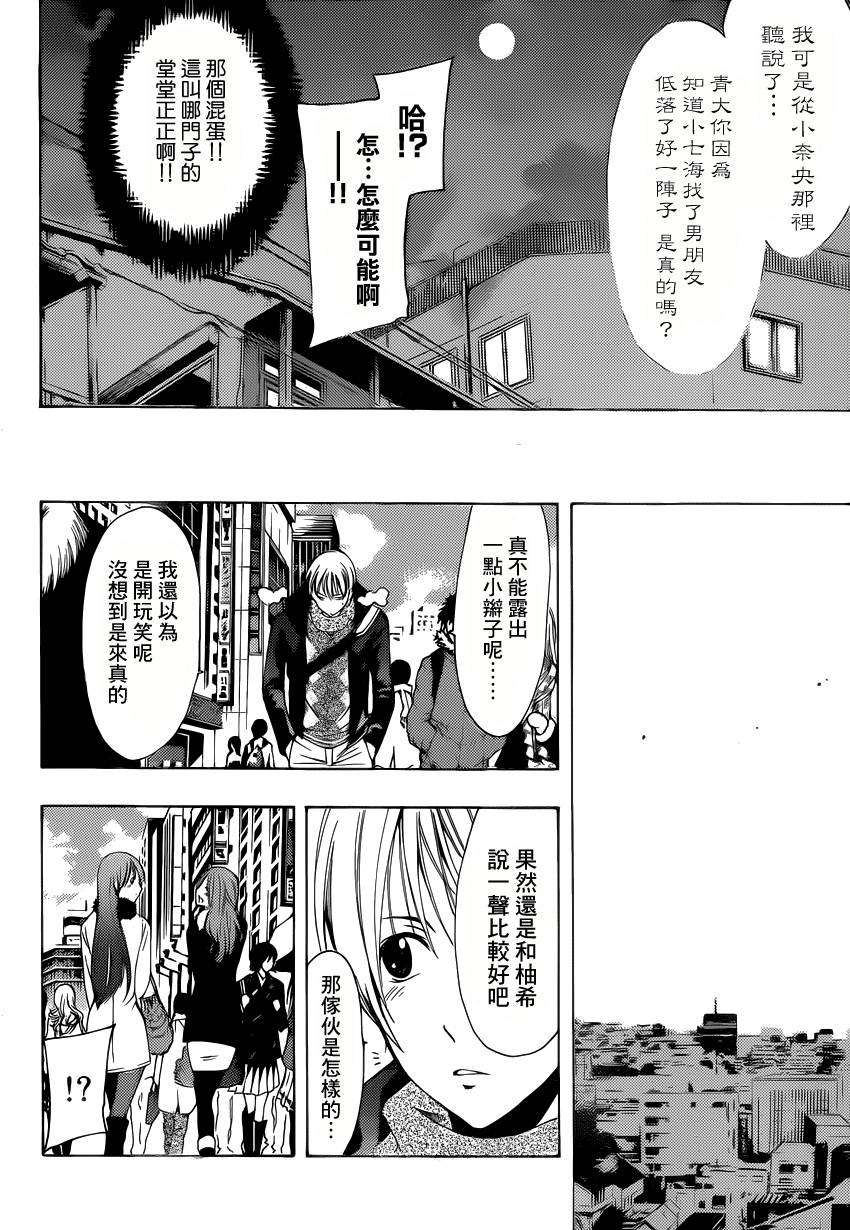 我可是從小奈央那裡
聽說了…
青大你因爲
知道小七海找了男朋友
低落了好一陣子 是真的嗎？
哈!?
怎…怎麼可能啊
——!!
那個混蛋!!
這叫哪門子的
堂堂正正啊!!
真不能露出
一點小辮子呢……
我還以為
是開玩笑呢
沒想到是來真的
果然還是和柚希
說一聲比較好吧
那傢伙是怎樣的…
!?